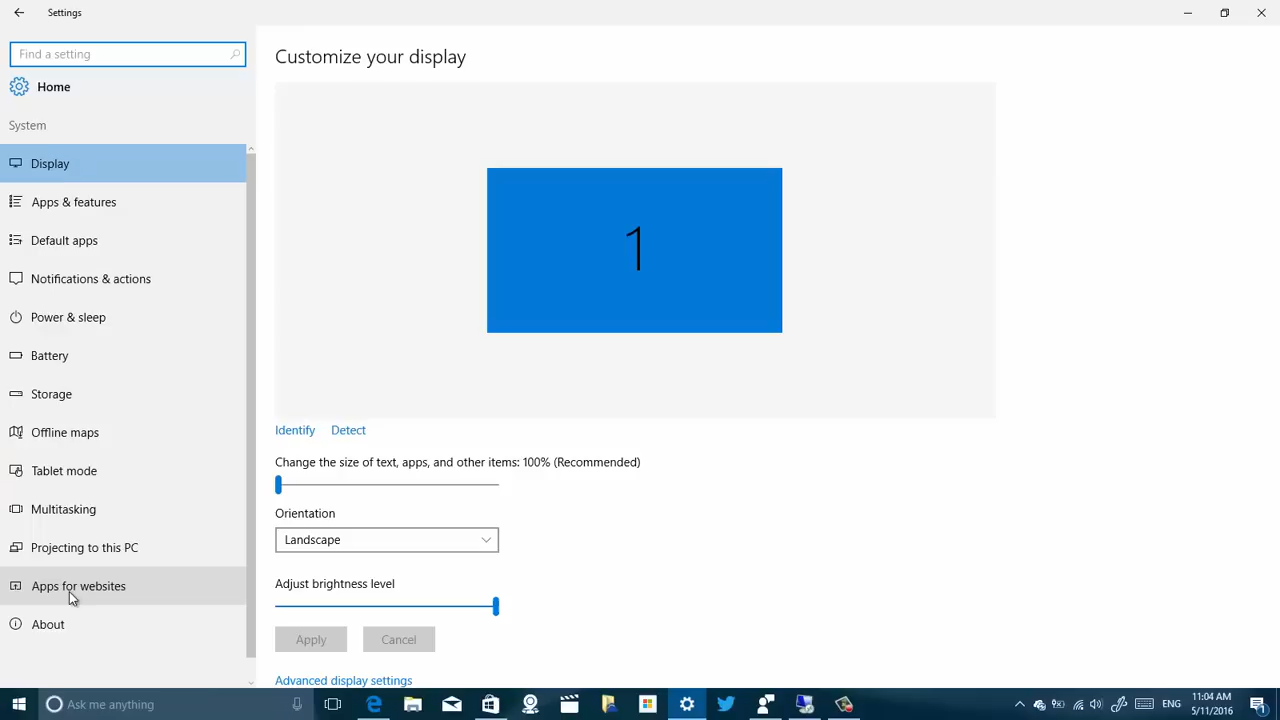 Settings
Find a setting
Home
System
Display
Apps & features
Default apps
Notifications & actions
Power & sleep
Battery
Storage
Offline maps
Tablet mode
Multitasking
Projecting to this PC
Apps for websites
About
Customize your display
1
Identify Detect
Change the size of text, apps, and other items: 100% (Recommended)
Orientation
Landscape
Adjust brightness level
Apply Cancel
Advanced display settings
Ask me anything
ENG
11:04 AM
5/11/2016
1